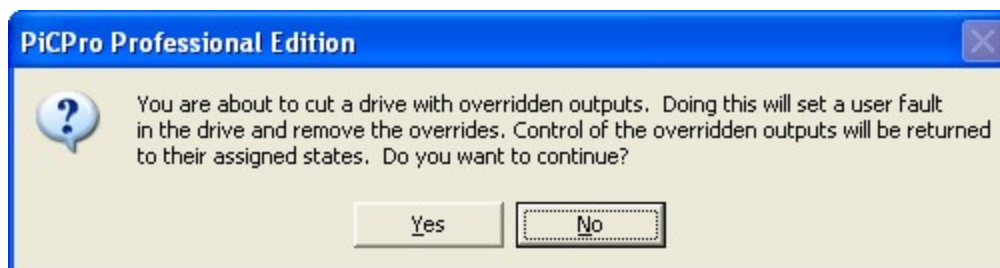 PiCPro Professional Edition
You are about to cut a drive with overridden outputs.  Doing this will set a user fault
in the drive and remove the overrides. Control of the overridden outputs will be returned
to their assigned states.  Do you want to continue?
Yes
No